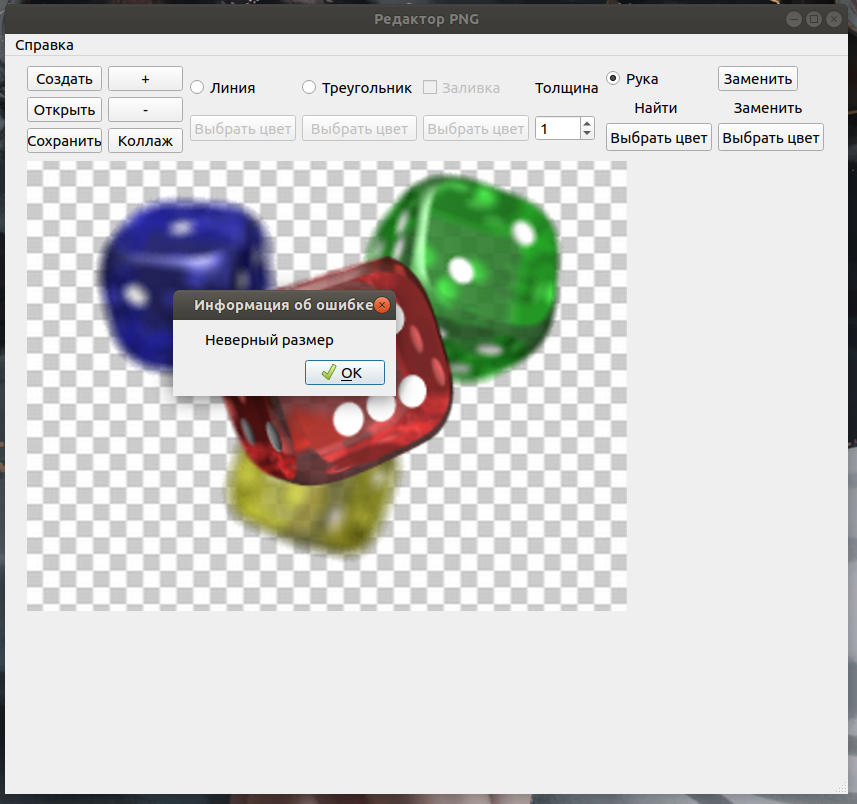 Редактор PNG
Справка
Создать
+
Линия
Треугольник
Заливка
Толщина
Рука
Заменить
Открыть
-
Найти
Заменить
Сохранить
Коллаж
Выбрать цвет
Выбрать цвет
Выбрать цвет
1
Выбрать цвет
Выбрать цвет
Информация об ошибке
Неверный размер
OK